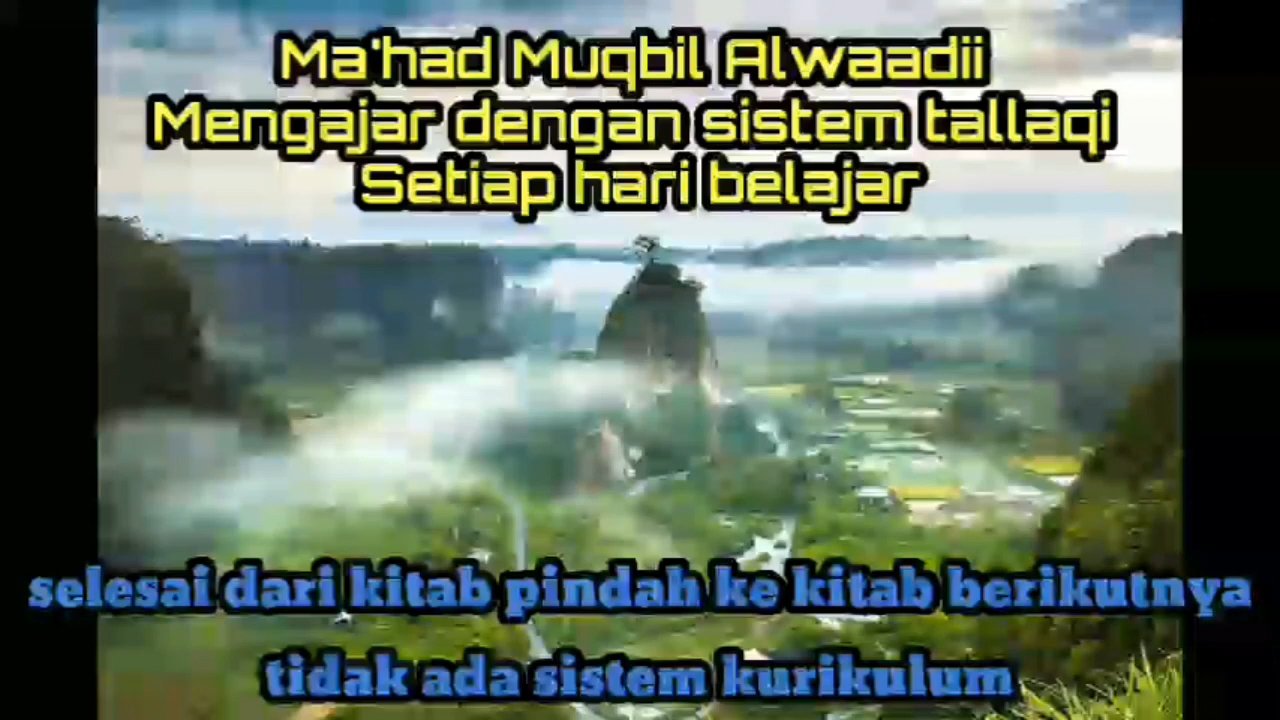 Ma'had Muqbil Alwaadii
Mengajar dengan sistem tallaqi
Setiap hari belajar
selesai dari kitab pindah ke kitab berikutnya
tidak ada sistem kurikulum